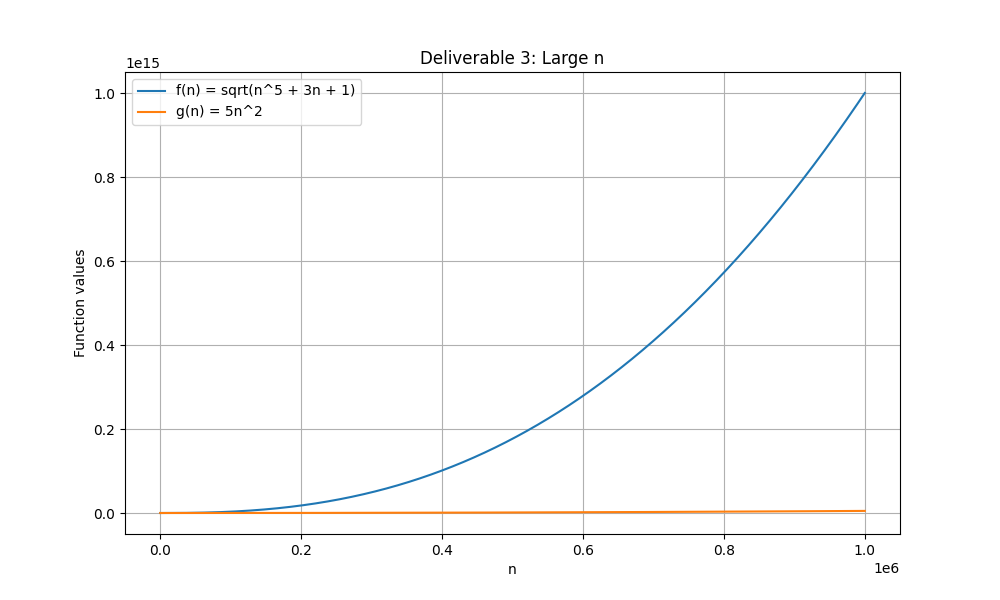 Deliverable 3: Large n
1e15
f(n) = sqrt(n^5 + 3n + 1)
g(n) = 5n^2
1.0
0.8
0.6
0.4
0.2
0.0
Function values
0.0 0.2 0.4 0.6 0.8 1.0
1e6
n